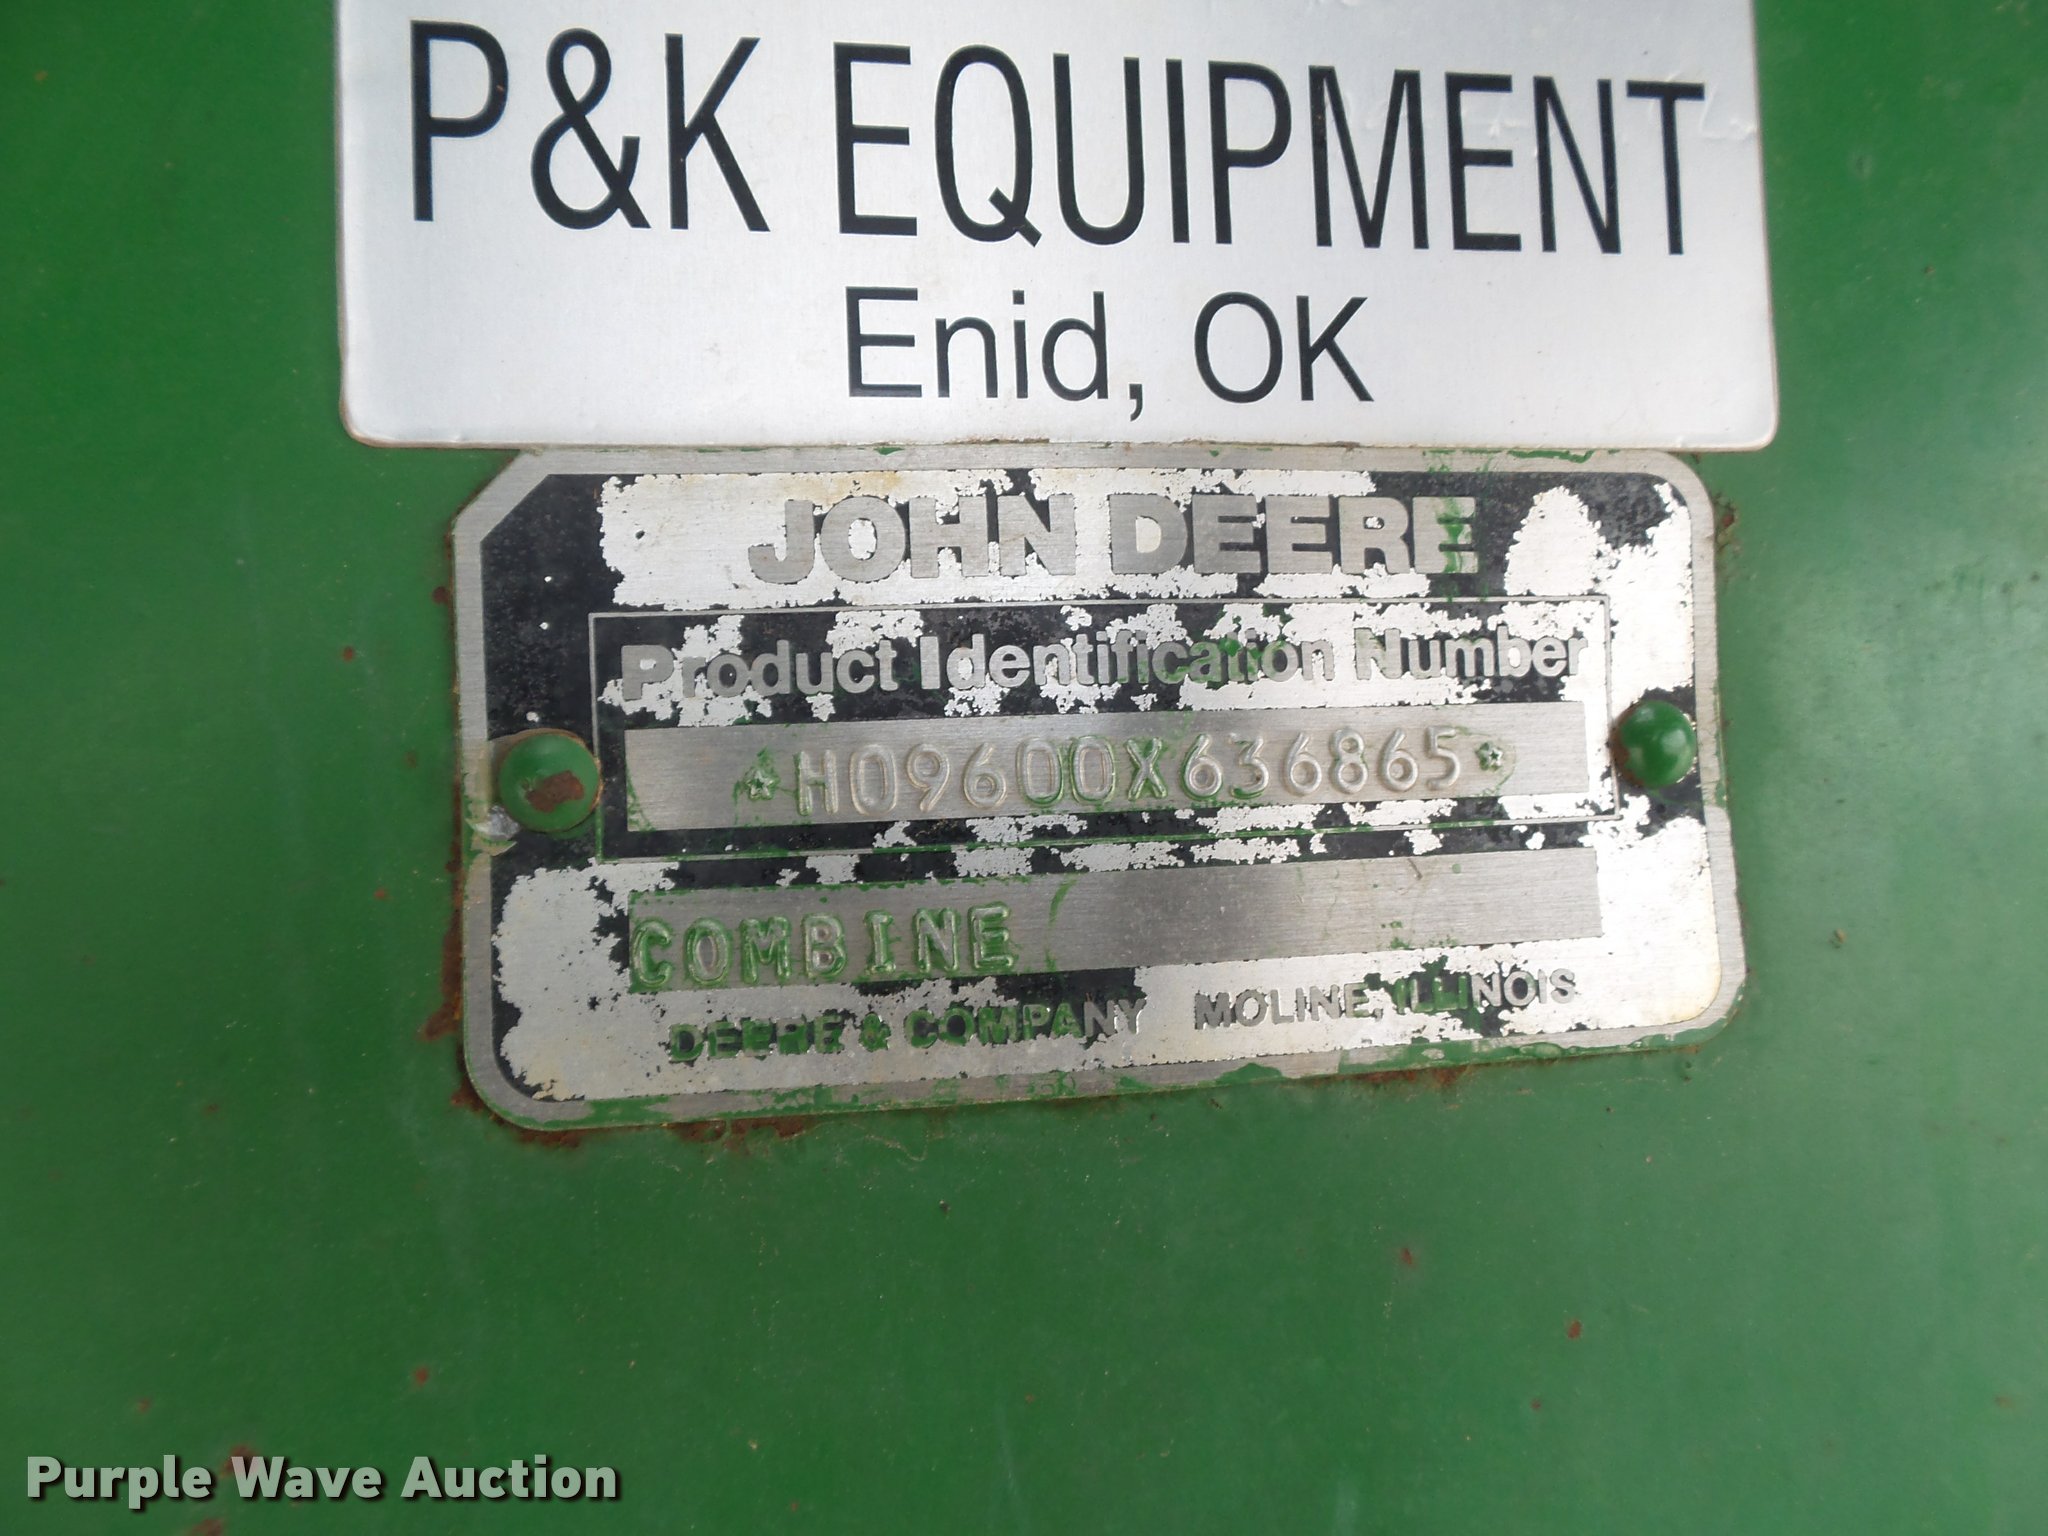 P&K EQUIPMENT
Enid, OK
JOHN DEERE
Product Identification Number
*H09600X636865*
COMBINE
DEERE & COMPANY MOLINE, ILLINOIS
Purple Wave Auction